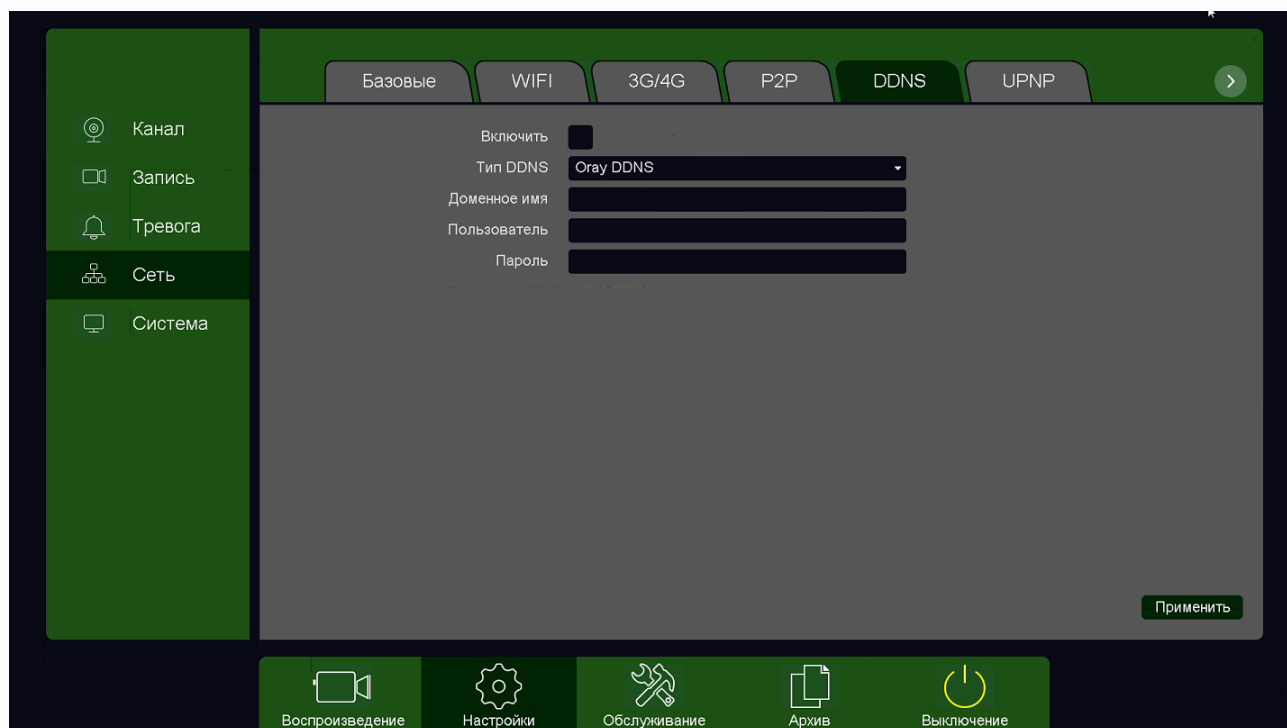 Базовые WIFI 3G/4G P2P DDNS UPNP
Канал
Запись
Тревога
Сеть
Система
Включить
Тип DDNS Oray DDNS
Доменное имя
Пользователь
Пароль
Применить
Воспроизведение Настройки Обслуживание Архив Выключение